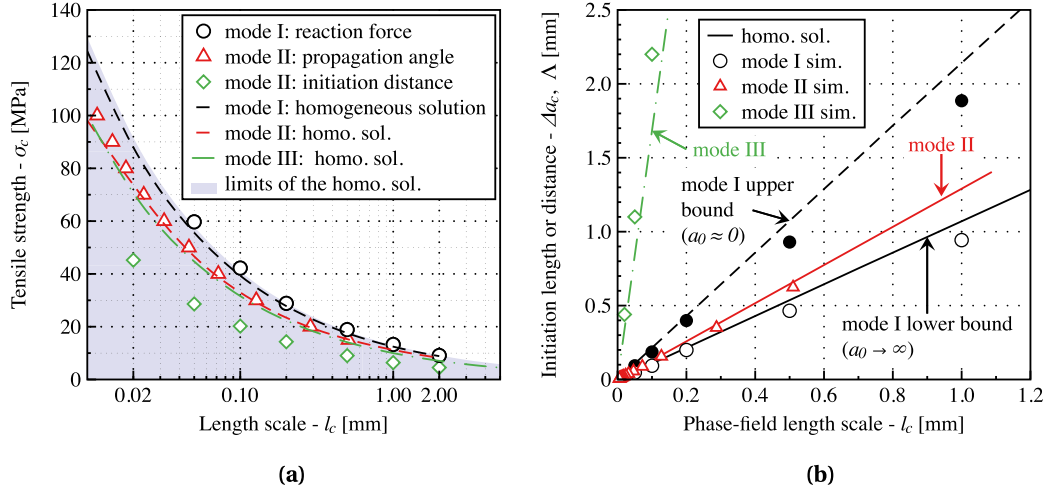 140
120
100
80
60
40
20
0
Tensile strength - σc [MPa]
mode I: reaction force
mode II: propagation angle
mode II: initiation distance
mode I: homogeneous solution
mode II: homo. sol.
mode III: homo. sol.
limits of the homo. sol.
0.02
0.10
1.00
2.00
Length scale - lc [mm]
(a)
2.5
2.0
1.5
1.0
0.5
0
Initiation length or distance - Δac, Λ [mm]
homo. sol.
mode I sim.
mode II sim.
mode III sim.
mode III
mode II
mode I upper
bound
(a0 ≈ 0)
mode I lower bound
(a0 → ∞)
0
0.2
0.4
0.6
0.8
1.0
1.2
Phase-field length scale - lc [mm]
(b)